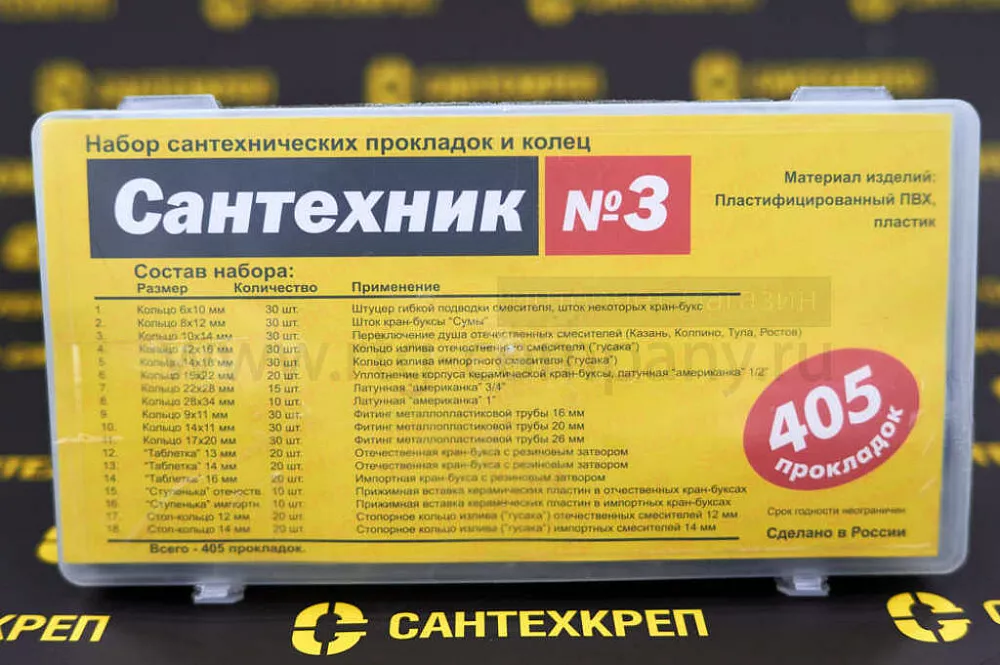 Набор сантехнических прокладок и колец
Сантехник №3
Материал изделий:
Пластифицированный ПВХ,
пластик
Состав набора:
Размер Количество Применение
1. Кольцо 6х10 мм 30 шт. Штуцер гибкой подводки смесителя, шток некоторых кран-букс
2. Кольцо 8х12 мм 30 шт. Шток кран-буксы "Сумы"
3. Кольцо 10х14 мм 30 шт. Переключение душа отечественных смесителей (Казань, Колпино, Тула, Ростов)
4. Кольцо 12х16 мм 30 шт. Кольцо излива отечественного смесителя ("гусака")
5. Кольцо 14х18 мм 30 шт. Кольцо излива импортного смесителя ("гусака")
6. Кольцо 15х22 мм 20 шт. Уплотнение корпуса керамической кран-буксы, латунная "американка" 1/2"
7 Кольцо 22х28 мм 15 шт. Латунная "американка" 3/4"
8. Кольцо 28х34 мм 10 шт. Латунная "американка" 1"
9 Кольцо 9х11 мм 30 шт. Фитинг металлопластиковой трубы 16 мм
10. Кольцо 14х11 мм 30 шт. Фитинг металлопластиковой трубы 20 мм
11. Кольцо 17х20 мм 30 шт. Фитинг металлопластиковой трубы 26 мм
12. "Таблетка" 13 мм 20 шт. Отечественная кран-букса с резиновым затвором
13. "Таблетка" 14 мм 20 шт. Отечественная кран-букса с резиновым затвором
14. "Таблетка" 16 мм 20 шт. Импортная кран-букса с резиновым затвором
15 "Ступенька" отечеств. 10 шт. Прижимная вставка керамических пластин в отечественных кран-буксах
16. "Ступенька" импортн. 10 шт. Прижимная вставка керамических пластин в импортных кран-буксах
17. Стоп-кольцо 12 мм 20 шт. Стопорное кольцо излива ("гусака") отечественных смесителей 12 мм
18. Стоп-кольцо 14 мм 20 шт. Стопорное кольцо излива ("гусака") импортных смесителей 14 мм
Всего - 405 прокладок.
405
прокладок
Срок годности неограничен
Сделано в России
САНТЕХКРЕП
САНТЕХКРЕП